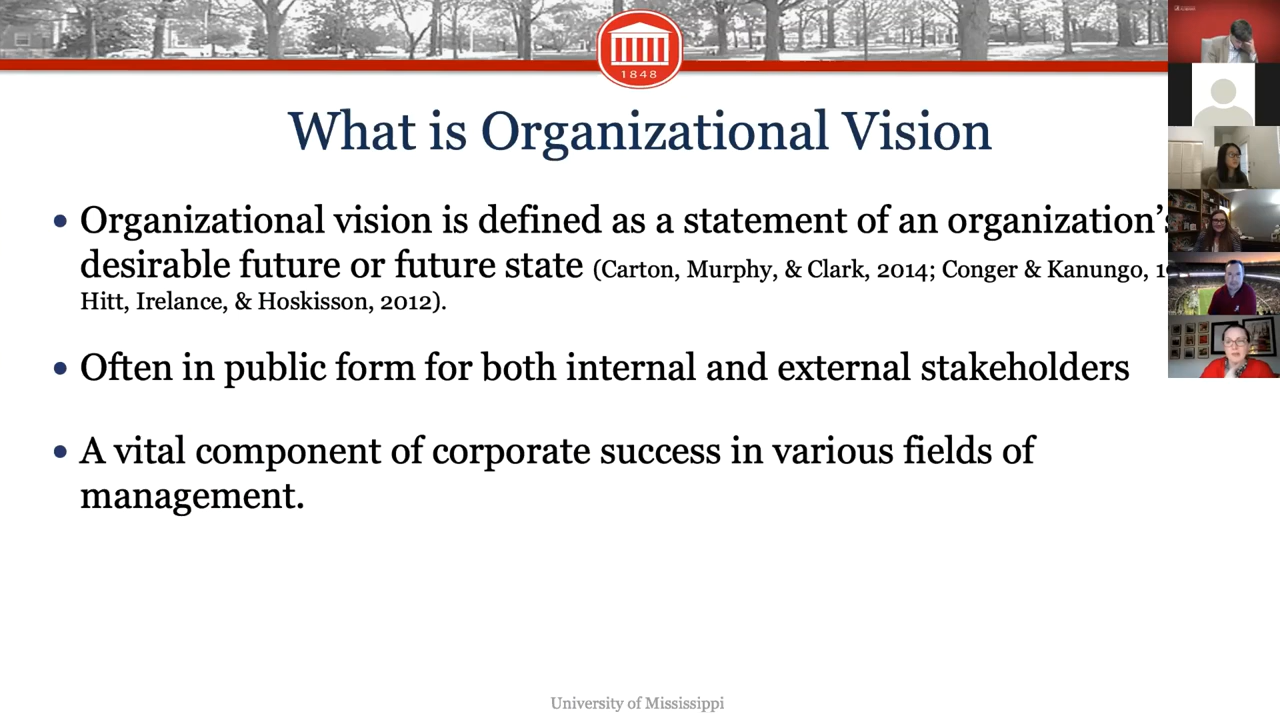 1848
What is Organizational Vision
• Organizational vision is defined as a statement of an organization’s
desirable future or future state (Carton, Murphy, & Clark, 2014; Conger & Kanungo,
Hitt, Irelance, & Hoskisson, 2012).
• Often in public form for both internal and external stakeholders
• A vital component of corporate success in various fields of
management.
University of Mississippi